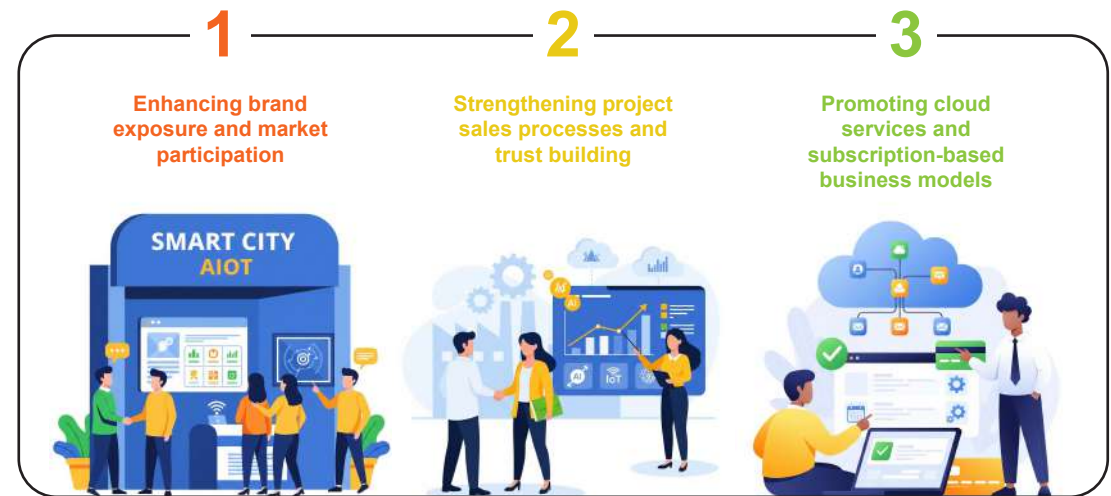 1
Enhancing brand
exposure and market
participation
2
Strengthening project
sales processes and
trust building
3
Promoting cloud
services and
subscription-based
business models
SMART CITY
AIOT
AI
AI
AI
IoT